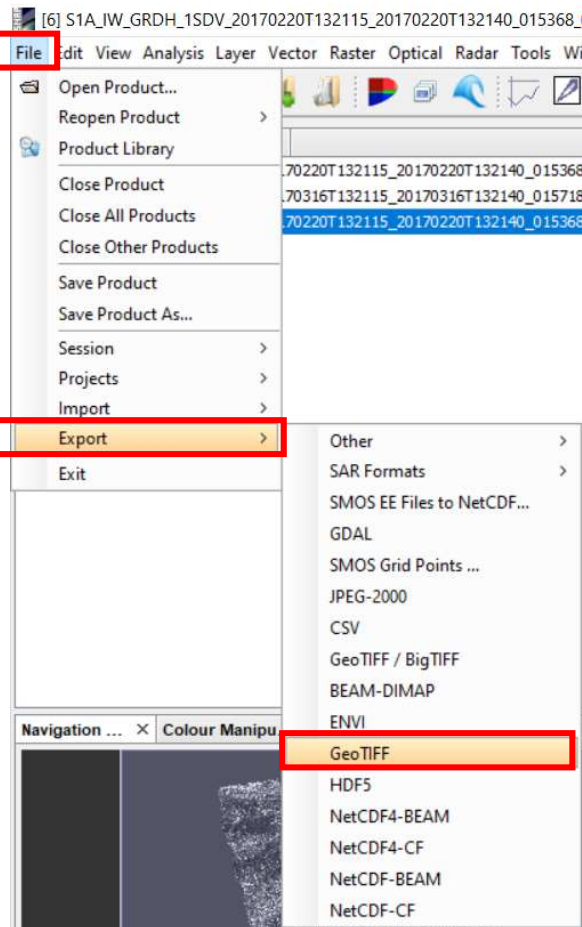 [6] S1A_IW_GRDH_1SDV_20170220T132115_20170220T132140_015368_
File Edit View Analysis Layer Vector Raster Optical Radar Tools Wi
Open Product...
Reopen Product >
Product Library
.70220T132115_20170220T132140_015368
Close Product
.70316T132115_20170316T132140_015718
Close All Products
.70220T132115_20170220T132140_015368
Close Other Products
Save Product
Save Product As...
Session >
Projects >
Import >
Export >
Exit
Other >
SAR Formats >
SMOS EE Files to NetCDF...
GDAL
SMOS Grid Points ...
JPEG-2000
CSV
GeoTIFF / BigTIFF
BEAM-DIMAP
ENVI
GeoTIFF
HDF5
NetCDF4-BEAM
NetCDF4-CF
NetCDF-BEAM
NetCDF-CF
Navigation ... × Colour Manipu